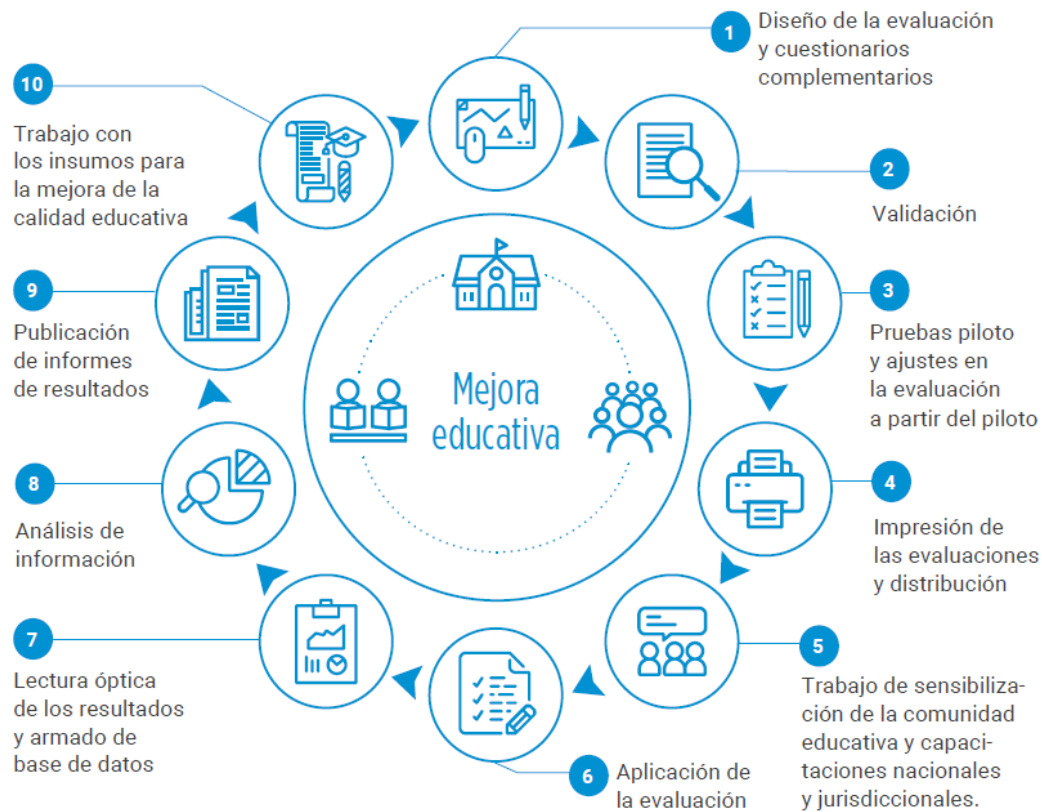 1
Diseño de la evaluación
y cuestionarios
complementarios
2
Validación
3
Pruebas piloto
y ajustes en
la evaluación
a partir del piloto
4
Impresión de
las evaluaciones
y distribución
5
Trabajo de sensibiliza-
ción de la comunidad
educativa y capaci-
taciones nacionales
y jurisdiccionales.
6
Aplicación de
la evaluación
7
Lectura óptica
de los resultados
y armado de
base de datos
8
Análisis de
información
9
Publicación
de informes
de resultados
10
Trabajo con
los insumos para
la mejora de la
calidad educativa
Mejora
educativa